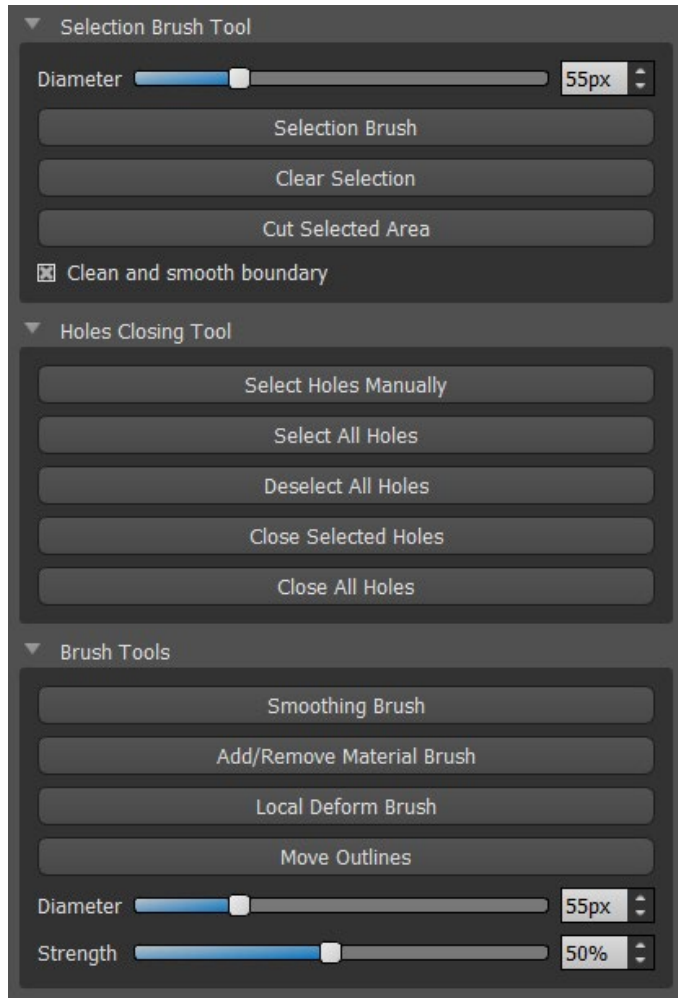 Selection Brush Tool
Diameter 55px
Selection Brush
Clear Selection
Cut Selected Area
Clean and smooth boundary
Holes Closing Tool
Select Holes Manually
Select All Holes
Deselect All Holes
Close Selected Holes
Close All Holes
Brush Tools
Smoothing Brush
Add/Remove Material Brush
Local Deform Brush
Move Outlines
Diameter 55px
Strength 50%